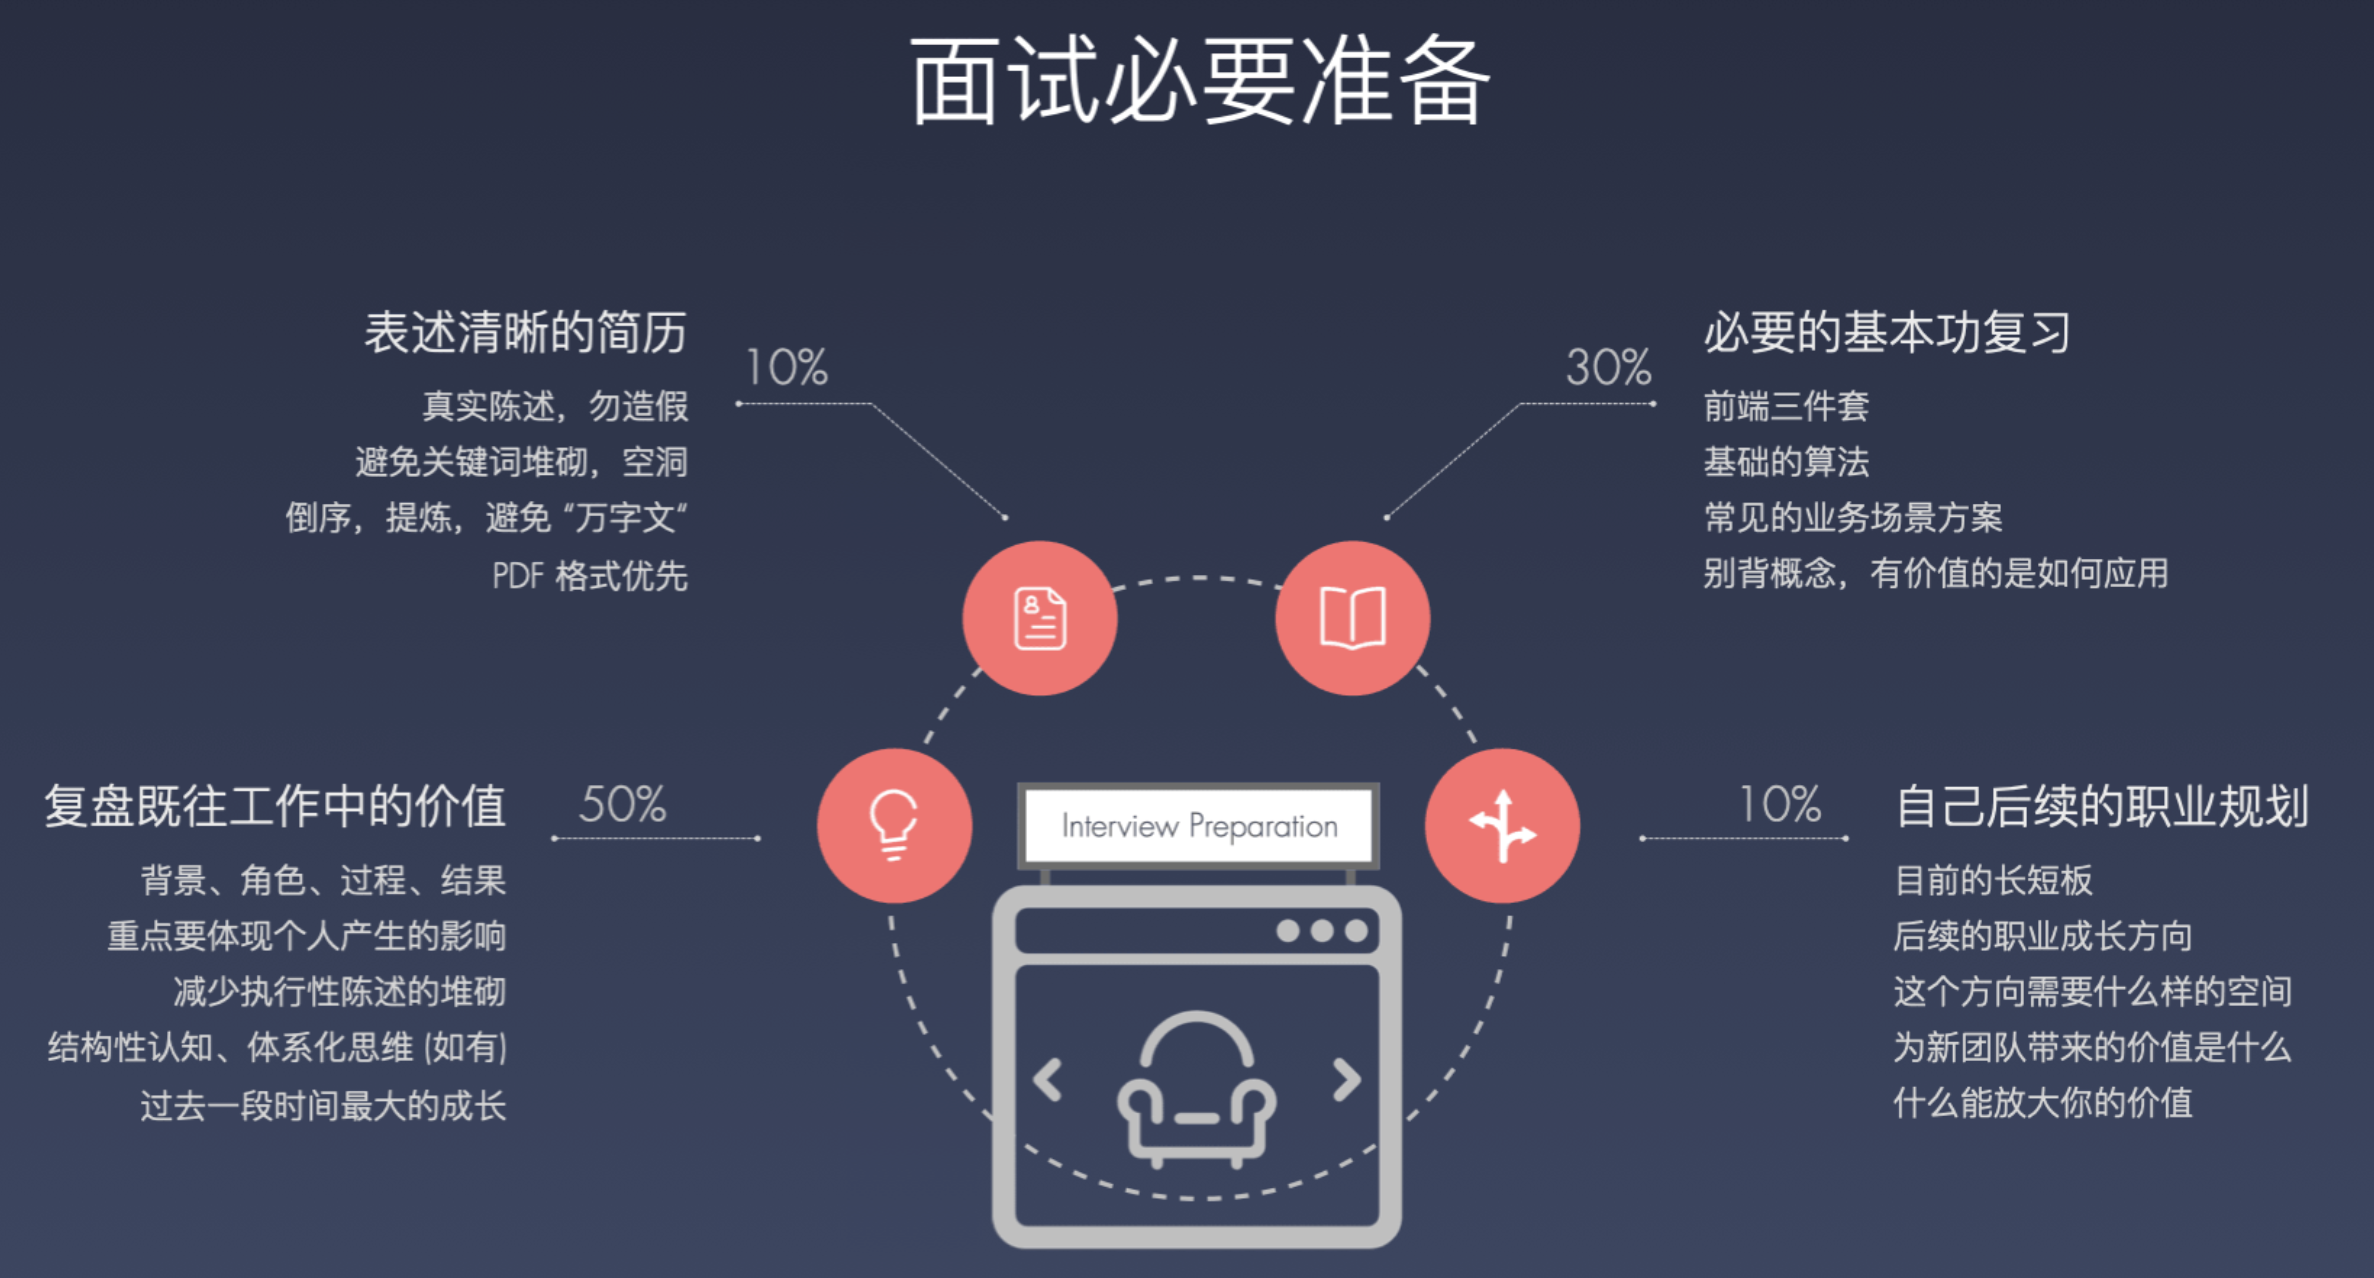 面试必要准备
表述清晰的简历
10%
真实陈述，勿造假
避免关键词堆砌，空洞
倒序，提炼，避免 “万字文“
PDF 格式优先
30%
必要的基本功复习
前端三件套
基础的算法
常见的业务场景方案
别背概念，有价值的是如何应用
复盘既往工作中的价值
50%
背景、角色、过程、结果
重点要体现个人产生的影响
减少执行性陈述的堆砌
结构性认知、体系化思维 (如有)
过去一段时间最大的成长
Interview Preparation
10%
自己后续的职业规划
目前的长短板
后续的职业成长方向
这个方向需要什么样的空间
为新团队带来的价值是什么
什么能放大你的价值